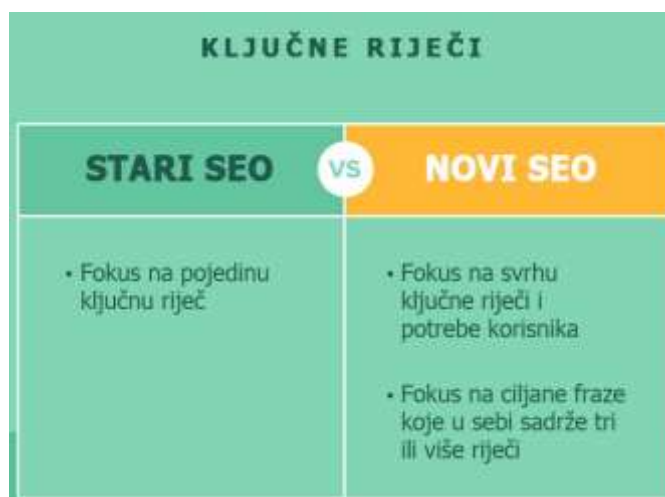 KLJUČNE RIJEČI
STARI SEO
VS
NOVI SEO
• Fokus na pojedinu
ključnu riječ
• Fokus na svrhu
ključne riječi i
potrebe korisnika
• Fokus na ciljane fraze
koje u sebi sadrže tri
ili više riječi